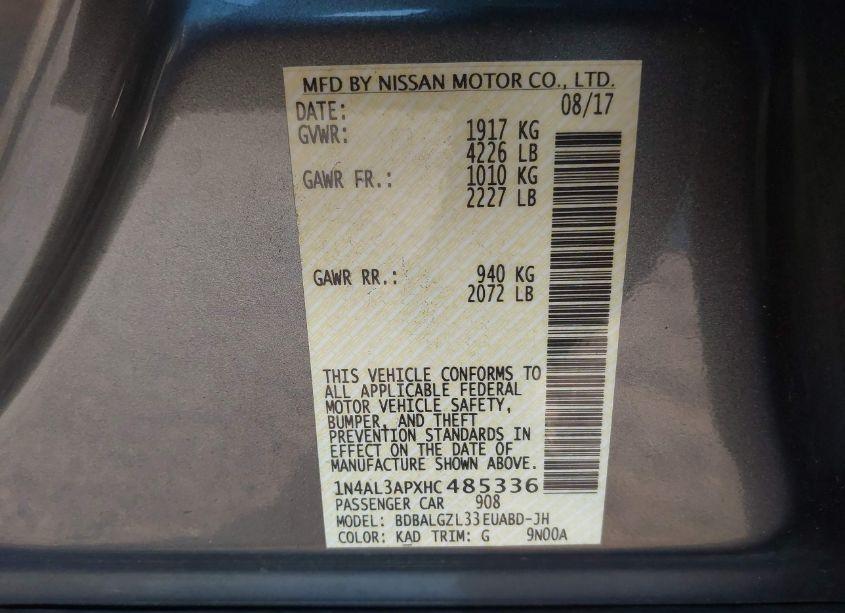 MFD BY NISSAN MOTOR CO., LTD.
DATE: 08/17
GVWR: 1917 KG
4226 LB
GAWR FR.: 1010 KG
2227 LB
GAWR RR.: 940 KG
2072 LB
THIS VEHICLE CONFORMS TO
ALL APPLICABLE FEDERAL
MOTOR VEHICLE SAFETY,
BUMPER, AND THEFT
PREVENTION STANDARDS IN
EFFECT ON THE DATE OF
MANUFACTURE SHOWN ABOVE.
1N4AL3APXHC485336
PASSENGER CAR 908
MODEL: BDBALGZL33EUABD-JH
COLOR: KAD TRIM: G 9N00A